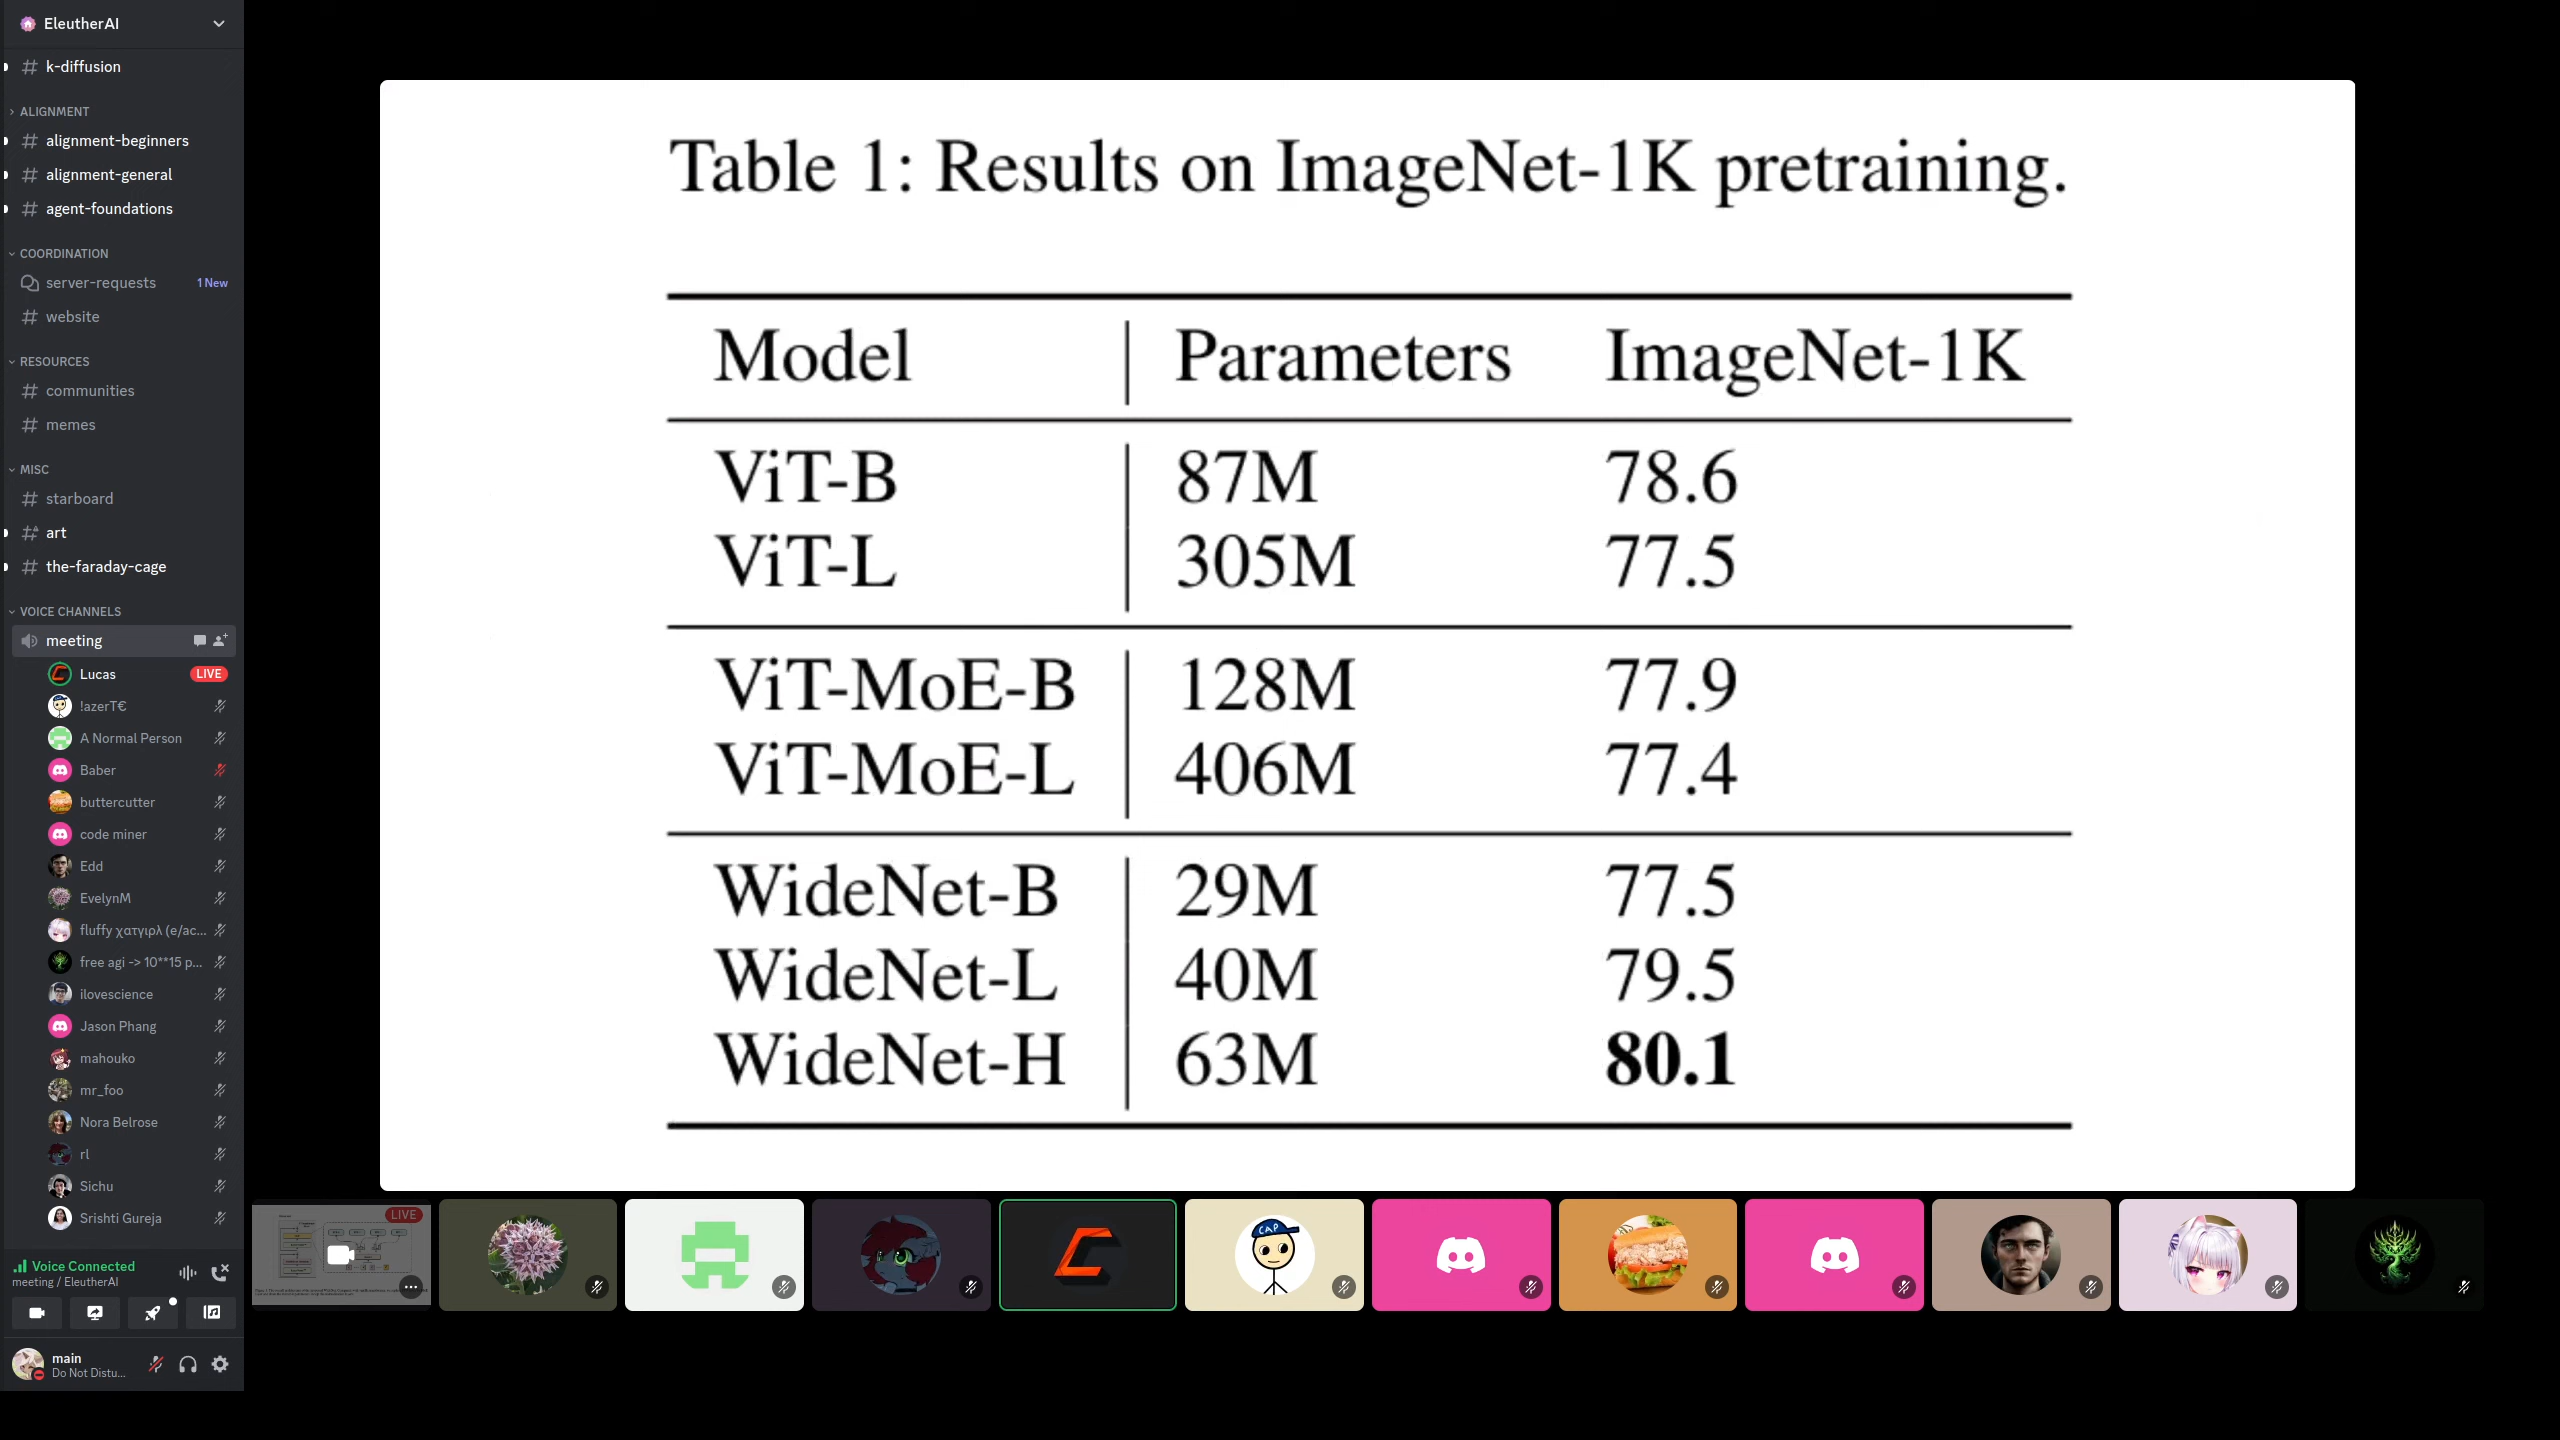 EleutherAI
k-diffusion
ALIGNMENT
alignment-beginners
alignment-general
agent-foundations
COORDINATION
server-requests 1 New
website
RESOURCES
communities
memes
MISC
starboard
art
the-faraday-cage
VOICE CHANNELS
meeting
Lucas LIVE
!azerT€
A Normal Person
Baber
buttercutter
code miner
Edd
EvelynM
fluffy χατγιρλ (e/ac...
free agi -> 10**15 p...
ilovescience
Jason Phang
mahouko
mr_foo
Nora Belrose
rl
Sichu
Srishti Gureja
Voice Connected
meeting / EleutherAI
main
Do Not Distu...
Table 1: Results on ImageNet-1K pretraining.
Model Parameters ImageNet-1K
ViT-B 87M 78.6
ViT-L 305M 77.5
ViT-MoE-B 128M 77.9
ViT-MoE-L 406M 77.4
WideNet-B 29M 77.5
WideNet-L 40M 79.5
WideNet-H 63M 80.1
LIVE
CAP